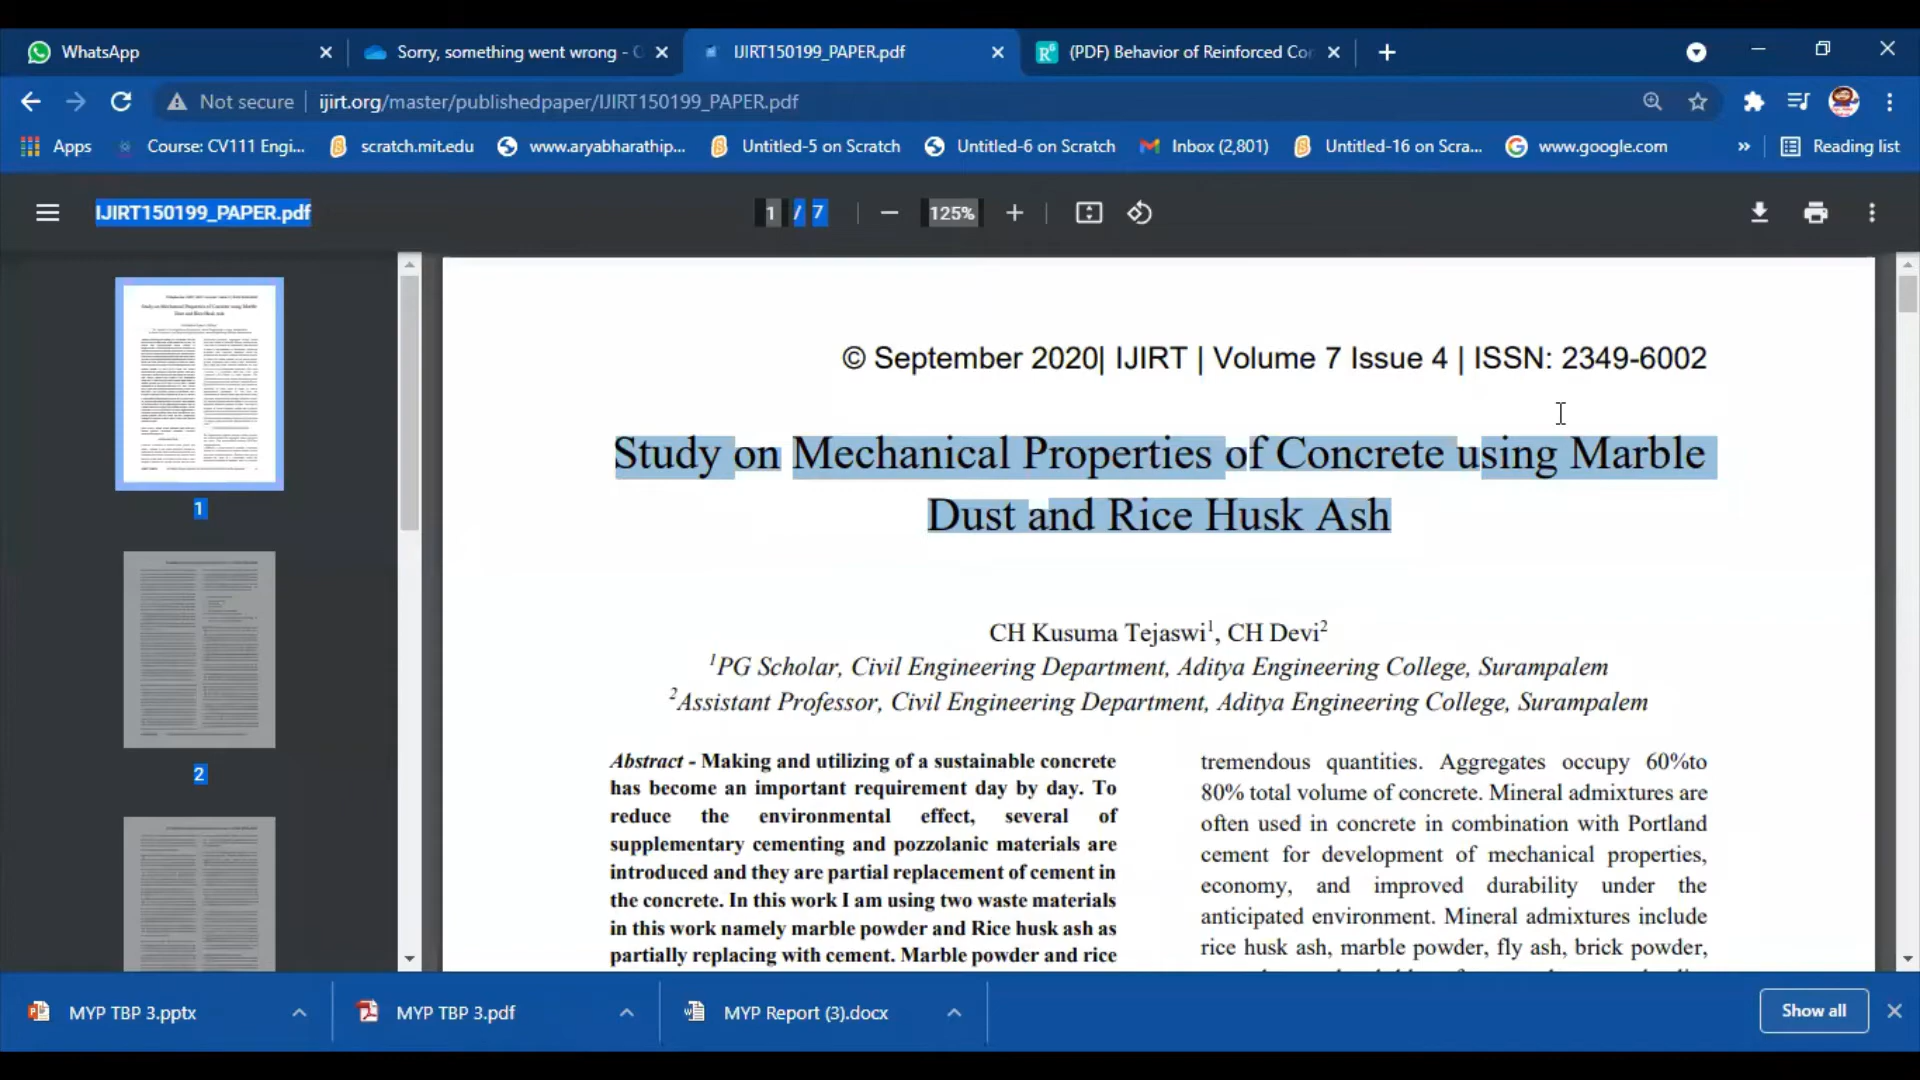 WhatsApp
Sorry, something went wrong - 
IJIRT150199_PAPER.pdf
(PDF) Behavior of Reinforced Cor
Not secure ijirt.org/master/publishedpaper/IJIRT150199_PAPER.pdf
Apps Course: CV111 Engi... scratch.mit.edu www.aryabharathip... Untitled-5 on Scratch Untitled-6 on Scratch Inbox (2,801) Untitled-16 on Scra... www.google.com » Reading list
IJIRT150199_PAPER.pdf 1 / 7 125%
1
2
© September 2020| IJIRT | Volume 7 Issue 4 | ISSN: 2349-6002
Study on Mechanical Properties of Concrete using Marble
Dust and Rice Husk Ash
CH Kusuma Tejaswi1, CH Devi2
1PG Scholar, Civil Engineering Department, Aditya Engineering College, Surampalem
2Assistant Professor, Civil Engineering Department, Aditya Engineering College, Surampalem
Abstract - Making and utilizing of a sustainable concrete
has become an important requirement day by day. To
reduce the environmental effect, several of
supplementary cementing and pozzolanic materials are
introduced and they are partial replacement of cement in
the concrete. In this work I am using two waste materials
in this work namely marble powder and Rice husk ash as
partially replacing with cement. Marble powder and rice
tremendous quantities. Aggregates occupy 60%to
80% total volume of concrete. Mineral admixtures are
often used in concrete in combination with Portland
cement for development of mechanical properties,
economy, and improved durability under the
anticipated environment. Mineral admixtures include
rice husk ash, marble powder, fly ash, brick powder,
MYP TBP 3.pptx
MYP TBP 3.pdf
MYP Report (3).docx
Show all